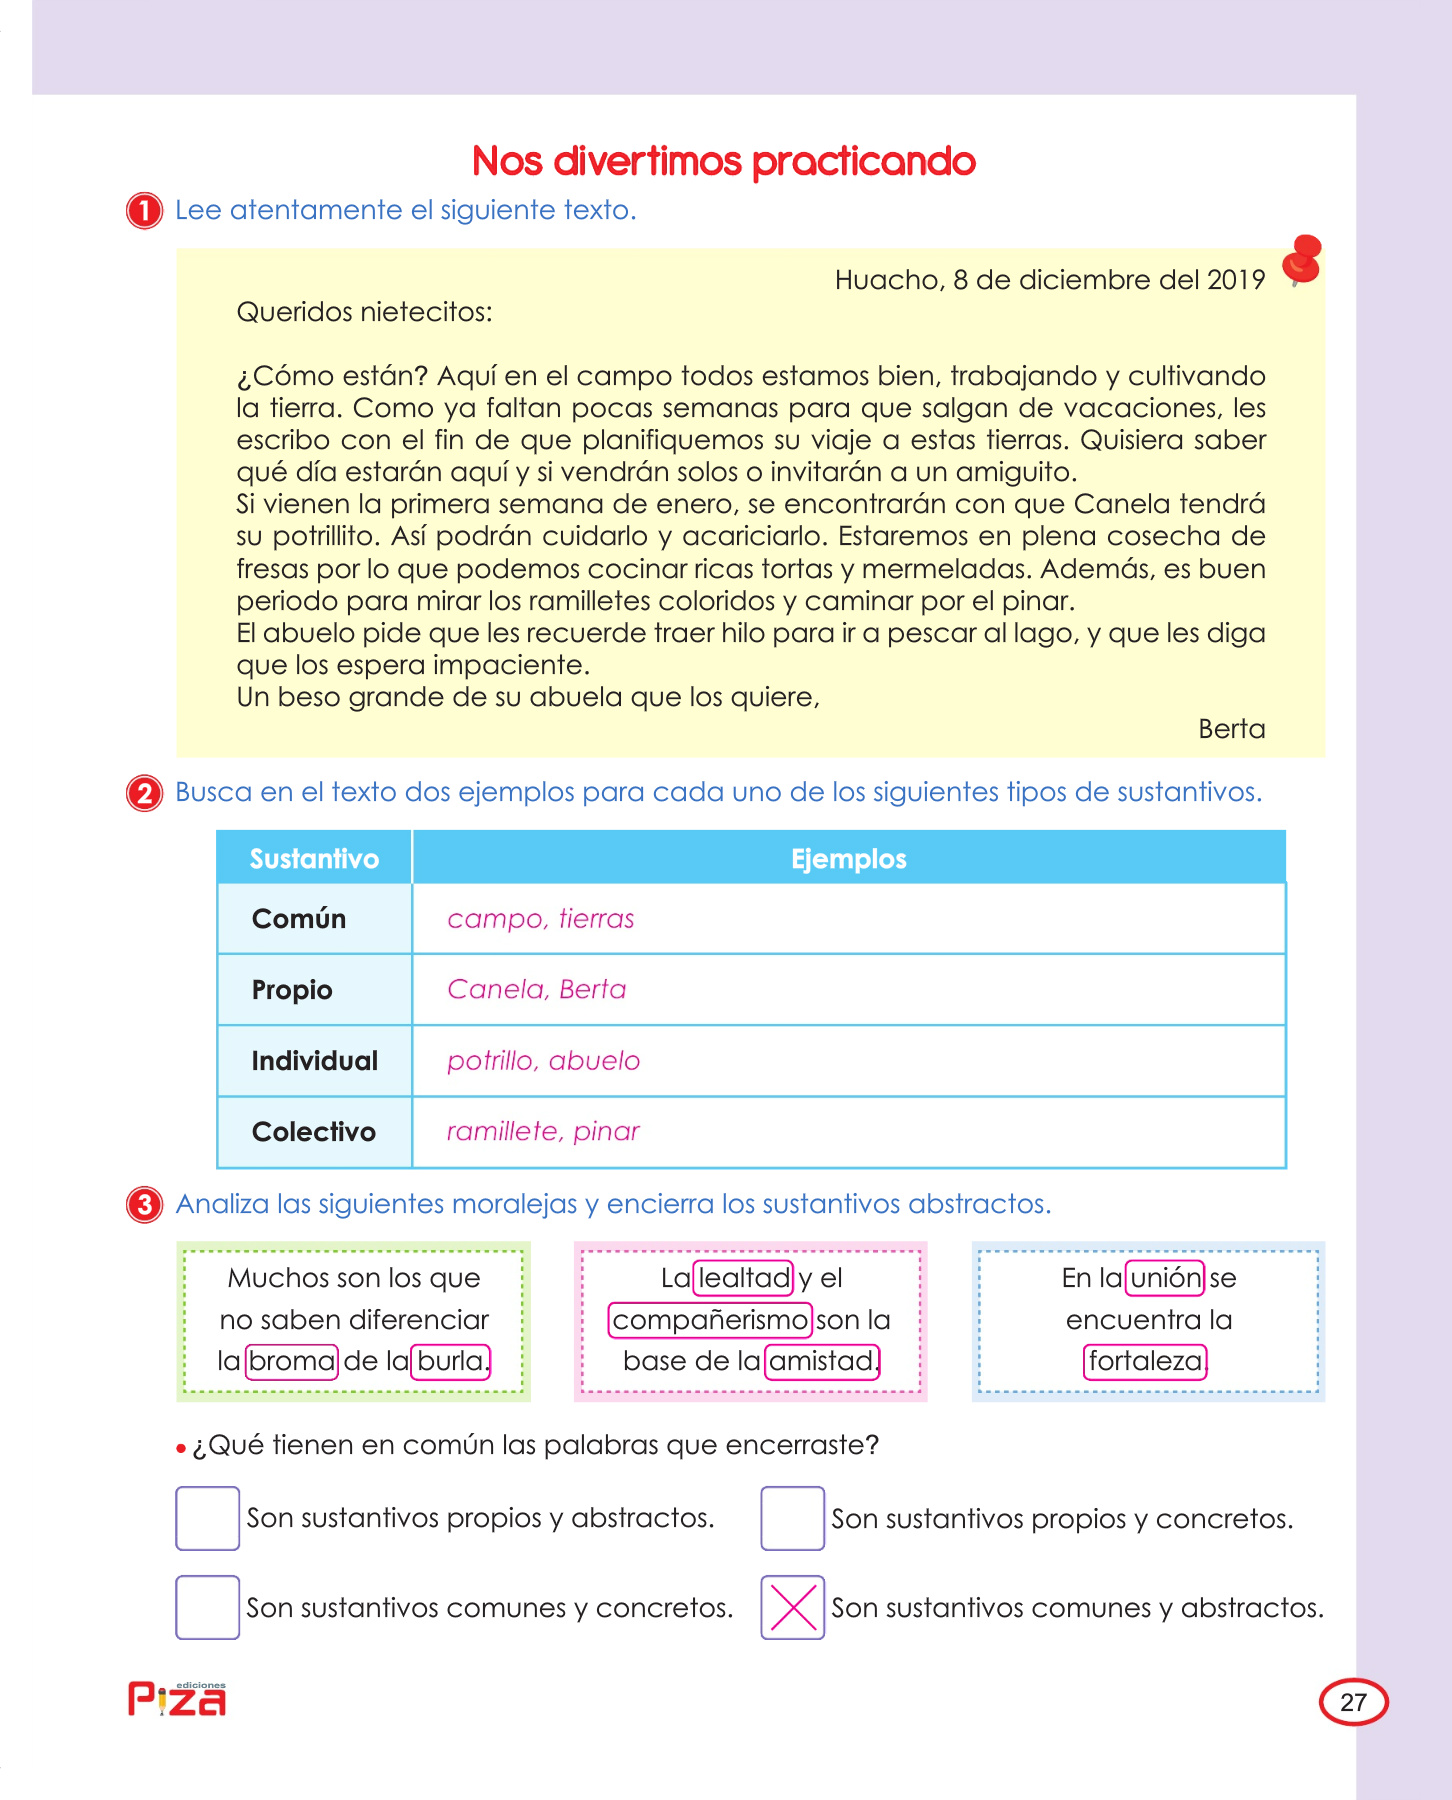 Nos divertimos practicando
1 Lee atentamente el siguiente texto.
Huacho, 8 de diciembre del 2019
Queridos nietecitos:
¿Cómo están? Aquí en el campo todos estamos bien, trabajando y cultivando
la tierra. Como ya faltan pocas semanas para que salgan de vacaciones, les
escribo con el fin de que planifiquemos su viaje a estas tierras. Quisiera saber
qué día estarán aquí y si vendrán solos o invitarán a un amiguito.
Si vienen la primera semana de enero, se encontrarán con que Canela tendrá
su potrillito. Así podrán cuidarlo y acariciarlo. Estaremos en plena cosecha de
fresas por lo que podemos cocinar ricas tortas y mermeladas. Además, es buen
periodo para mirar los ramilletes coloridos y caminar por el pinar.
El abuelo pide que les recuerde traer hilo para ir a pescar al lago, y que les diga
que los espera impaciente.
Un beso grande de su abuela que los quiere,
Berta
2 Busca en el texto dos ejemplos para cada uno de los siguientes tipos de sustantivos.
Sustantivo Ejemplos
Común campo, tierras
Propio Canela, Berta
Individual potrillo, abuelo
Colectivo ramillete, pinar
3 Analiza las siguientes moralejas y encierra los sustantivos abstractos.
Muchos son los que
no saben diferenciar
la broma de la burla.
La lealtad y el
compañerismo son la
base de la amistad.
En la unión se
encuentra la
fortaleza.
• ¿Qué tienen en común las palabras que encerraste?
Son sustantivos propios y abstractos.
Son sustantivos propios y concretos.
Son sustantivos comunes y concretos.
Son sustantivos comunes y abstractos.
ediciones
Piza
27